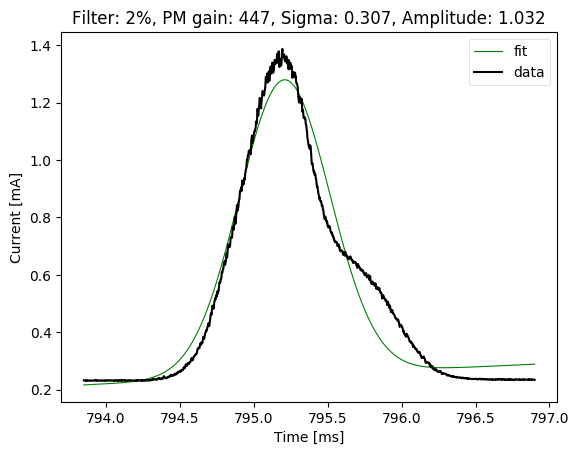 Filter: 2%, PM gain: 447, Sigma: 0.307, Amplitude: 1.032
fit
data
Current [mA]
1.4
1.2
1.0
0.8
0.6
0.4
0.2
794.0 794.5 795.0 795.5 796.0 796.5 797.0
Time [ms]